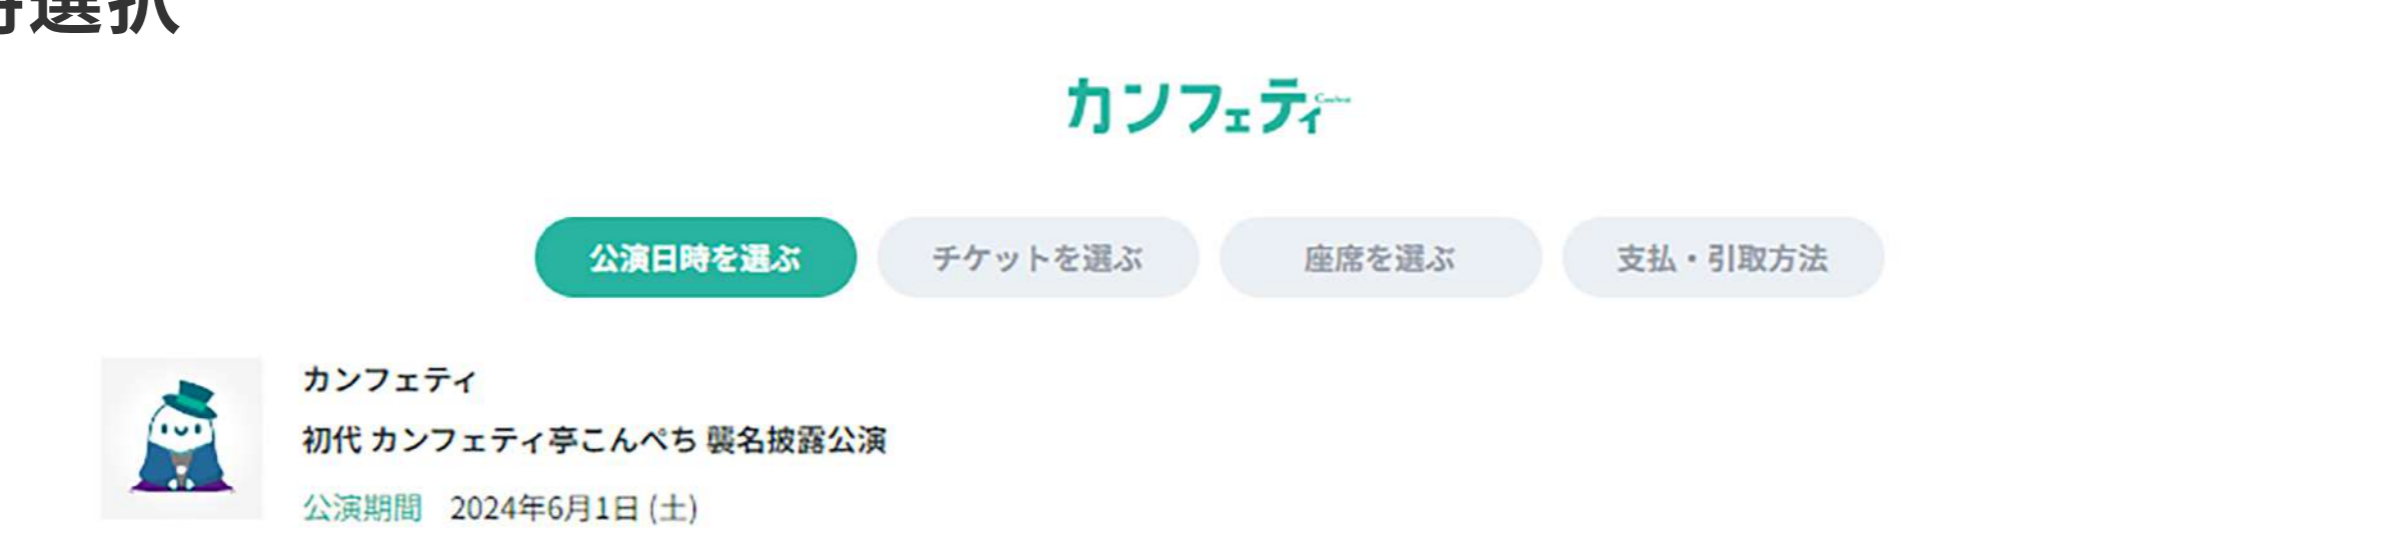 選択
カンフェティ
公演日時を選ぶ
チケットを選ぶ
座席を選ぶ
支払・引取方法
カンフェティ
初代 カンフェティ亭こんぺち 襲名披露公演
公演期間 2024年6月1日 (土)